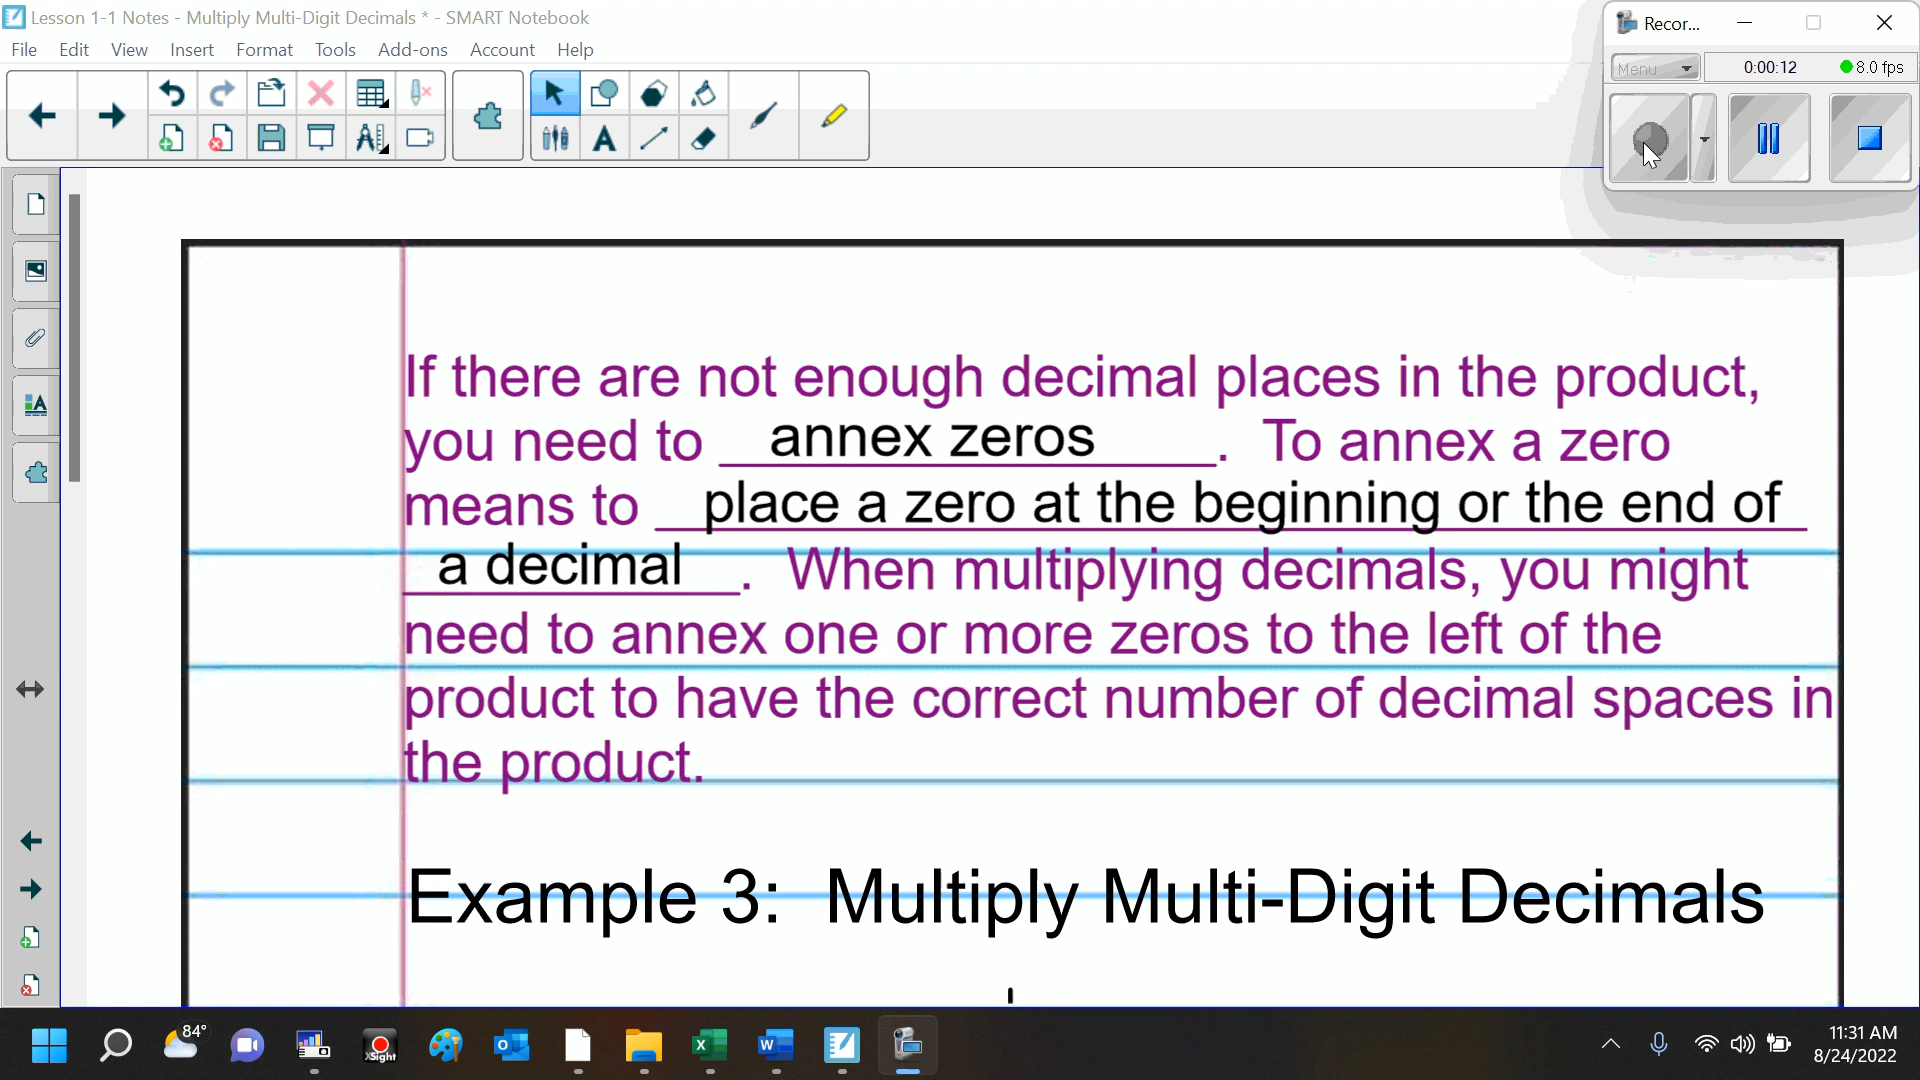 Lesson 1-1 Notes - Multiply Multi-Digit Decimals * - SMART Notebook
File Edit View Insert Format Tools Add-ons Account Help
Recor...
Menu 0:00:12 8.0 fps
If there are not enough decimal places in the product,
you need to annex zeros. To annex a zero
means to place a zero at the beginning or the end of
a decimal. When multiplying decimals, you might
need to annex one or more zeros to the left of the
product to have the correct number of decimal spaces in
the product.
Example 3: Multiply Multi-Digit Decimals
84°
XSight
11:31 AM
8/24/2022